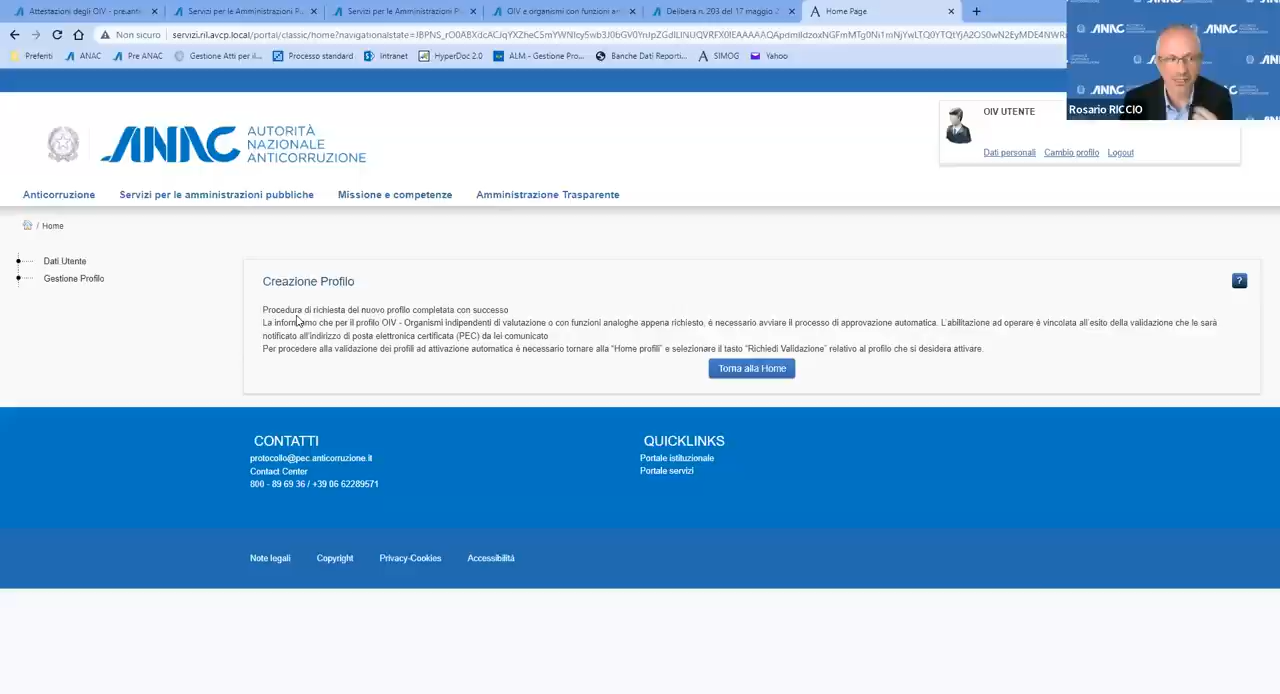 Attestazioni degli OIV - presenta
Servizi per le Amministrazioni P
Servizi per le Amministrazioni P
OIV e organismi con funzioni an
Delibera n. 203 del 17 maggio 2
Home Page
Non sicuro
Preferiti
ANAC
Pre ANAC
Gestione Atti per il...
Processo standard
Intranet
HyperDoc 2.0
ALM - Gestione Pro...
Banche Dati Reporti...
SIMOG
Yahoo
Rosario RICCIO
ANAC
AUTORITÀ
NAZIONALE
ANTICORRUZIONE
OIV UTENTE
Dati personali Cambio profilo Logout
Anticorruzione Servizi per le amministrazioni pubbliche Missione e competenze Amministrazione Trasparente
/ Home
Dati Utente
Gestione Profilo
Creazione Profilo
?
Procedura di richiesta del nuovo profilo completata con successo
La informiamo che per il profilo OIV - Organismi indipendenti di valutazione o con funzioni analoghe appena richiesto, è necessario avviare il processo di approvazione automatica. L'abilitazione ad operare è vincolata all'esito della validazione che le sarà
notificato all'indirizzo di posta elettronica certificata (PEC) da lei comunicato
Per procedere alla validazione dei profili ad attivazione automatica è necessario tornare alla "Home profili" e selezionare il tasto "Richiedi Validazione" relativo al profilo che si desidera attivare.
Torna alla Home
CONTATTI
protocollo@pec.anticorruzione.it
Contact Center
800 - 89 69 36 / +39 06 62289571
QUICKLINKS
Portale istituzionale
Portale servizi
Note legali Copyright Privacy-Cookies Accessibilità